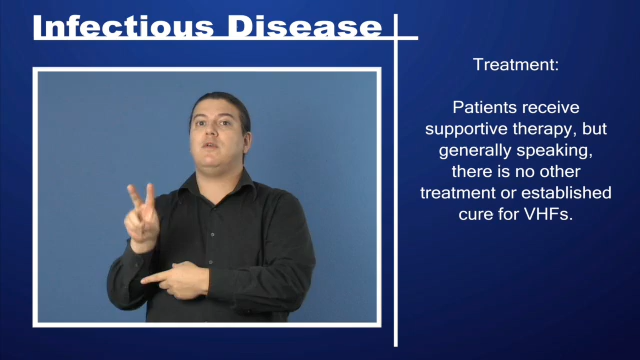 Infectious Disease
Treatment:
Patients receive
supportive therapy, but
generally speaking,
there is no other
treatment or established
cure for VHFs.